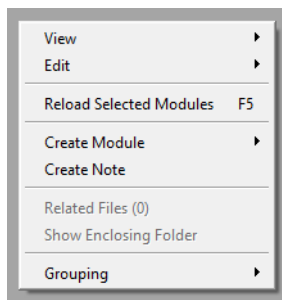 View
Edit
Reload Selected Modules F5
Create Module
Create Note
Related Files (0)
Show Enclosing Folder
Grouping